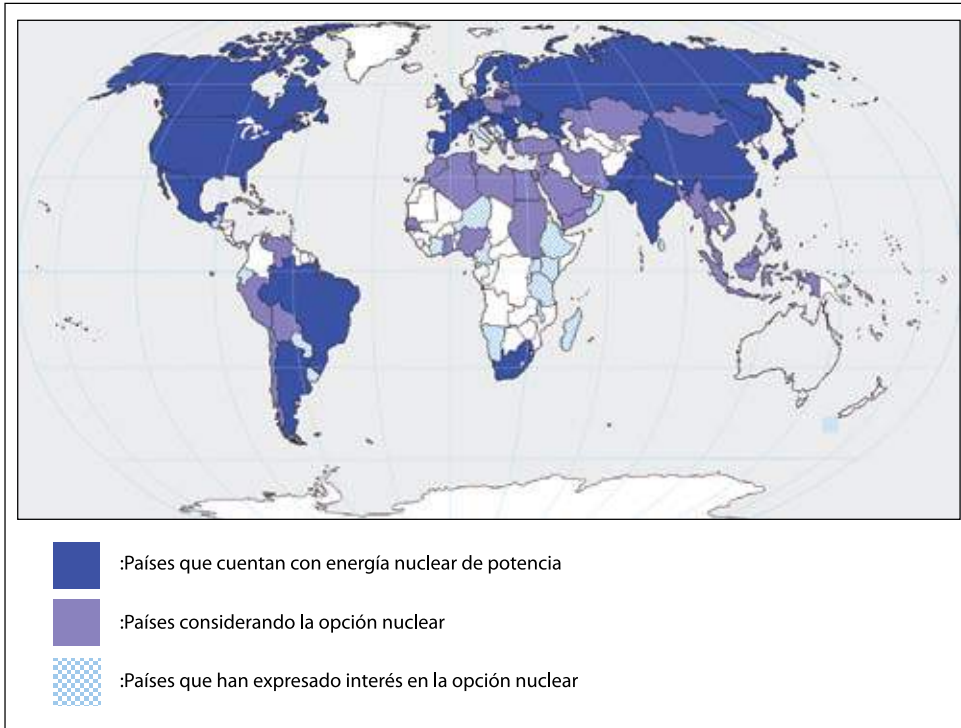 :Países que cuentan con energía nuclear de potencia
:Países considerando la opción nuclear
:Países que han expresado interés en la opción nuclear